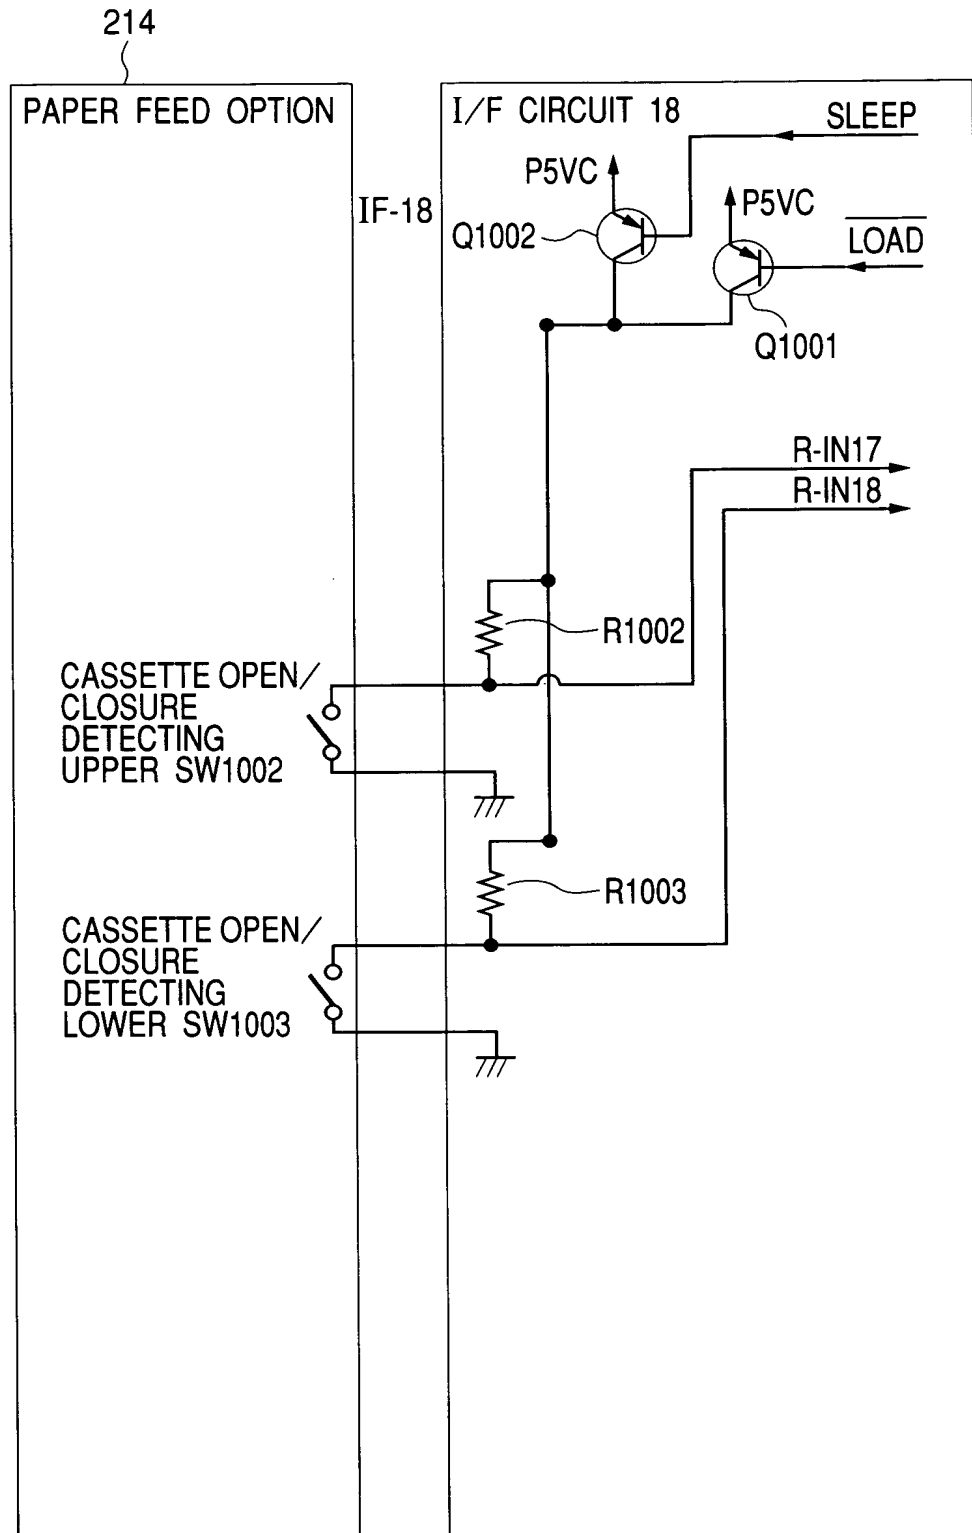 214
PAPER FEED OPTION
I/F CIRCUIT 18
SLEEP
P5VC
IF-18
P5VC
Q1002
LOAD
Q1001
R-IN17
R-IN18
R1002
CASSETTE OPEN/
CLOSURE
DETECTING
UPPER SW1002
R1003
CASSETTE OPEN/
CLOSURE
DETECTING
LOWER SW1003